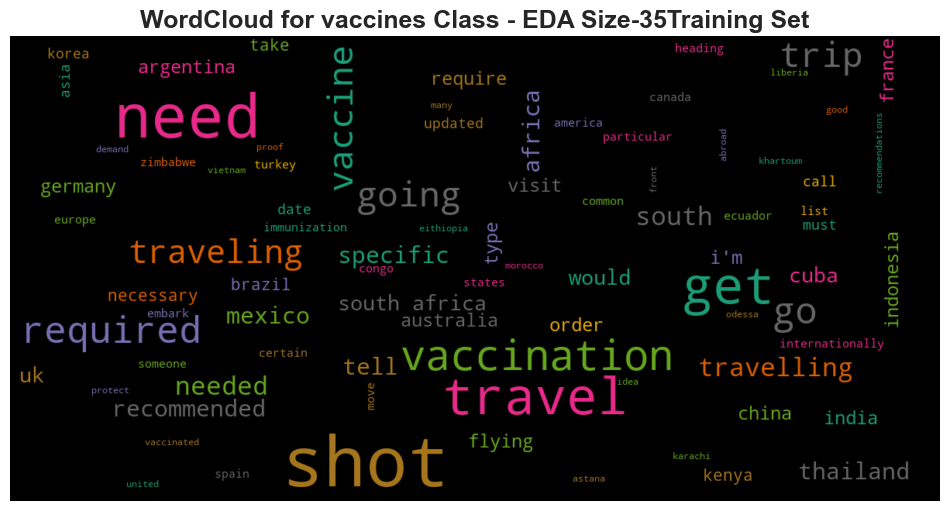 WordCloud for vaccines Class - EDA Size-35Training Set
korea
take
heading
trip
france
argentina
asia
vaccine
require
liberia
need
many
africa
canada
good
updated
america
particular
demand
proof
zimbabwe
vietnam
turkey
abroad
khartoum
recommendations
germany
going
visit
front
call
common
europe
date
immunization
eithiopia
type
south
ecuador
list
must
traveling
specific
congo
morocco
i'm
indonesia
necessary
brazil
states
would
get
cuba
embark
mexico
south africa
australia
order
odessa
go
required
internationally
someone
certain
tell
vaccination
travelling
uk
protect
needed
move
idea
recommended
travel
china
india
vaccinated
shot
flying
karachi
united
spain
astana
kenya
thailand